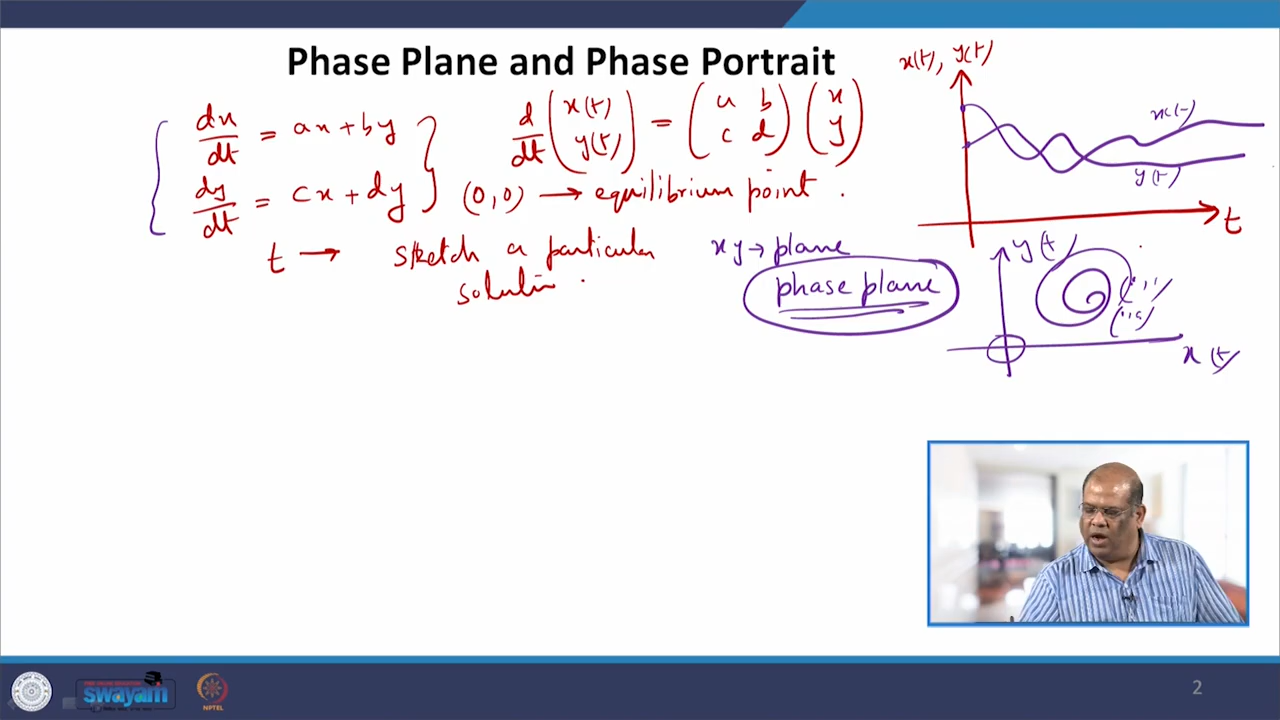 Phase Plane and Phase Portrait
dx/dt = ax + by
dy/dt = cx + dy
d/dt (x(t) y(t)) = (a b c d) (x y)
(0,0) → equilibrium point.
t → sketch a particular
solution.
xy → plane
phase plane
x(t), y(t)
x(t)
y(t)
t
y(t)
x(t)
swayam
NPTEL
2